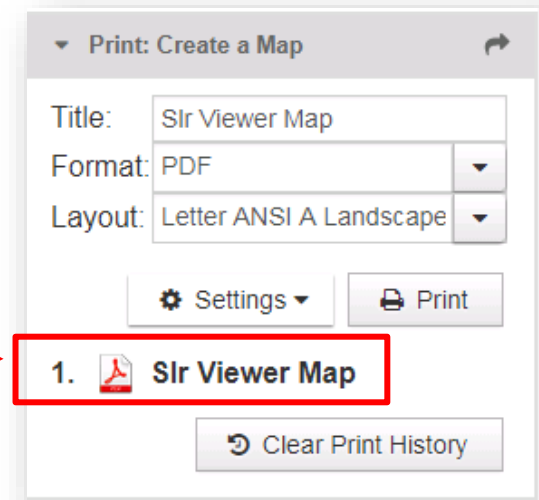 Print: Create a Map
Title: Slr Viewer Map
Format: PDF
Layout: Letter ANSI A Landscape
Settings Print
1. Slr Viewer Map
Clear Print History